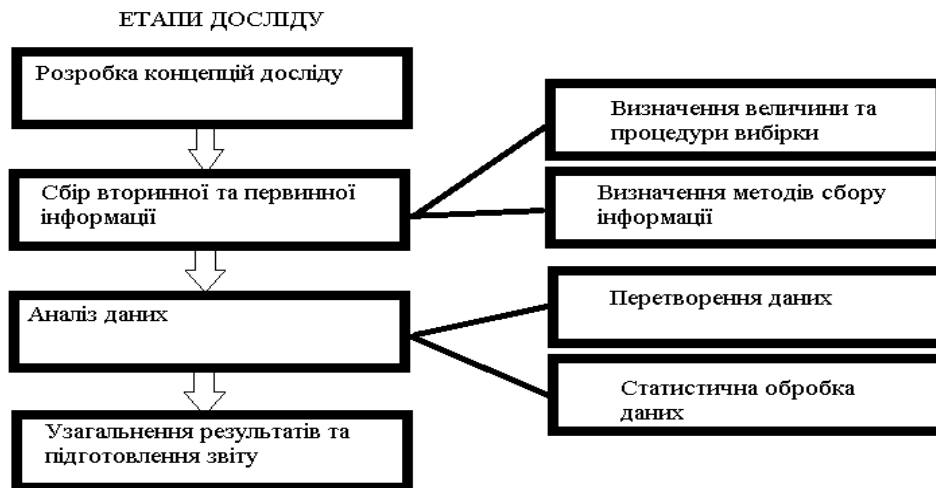 ЕТАПИ ДОСЛІДУ
Розробка концепцій досліду
Визначення величини та
процедури вибірки
Сбір вторинної та первинної
інформації
Визначення методів сбору
інформації
Аналіз даних
Перетворення даних
Статистична обробка
даних
Узагальнення результатів та
підготовлення звіту